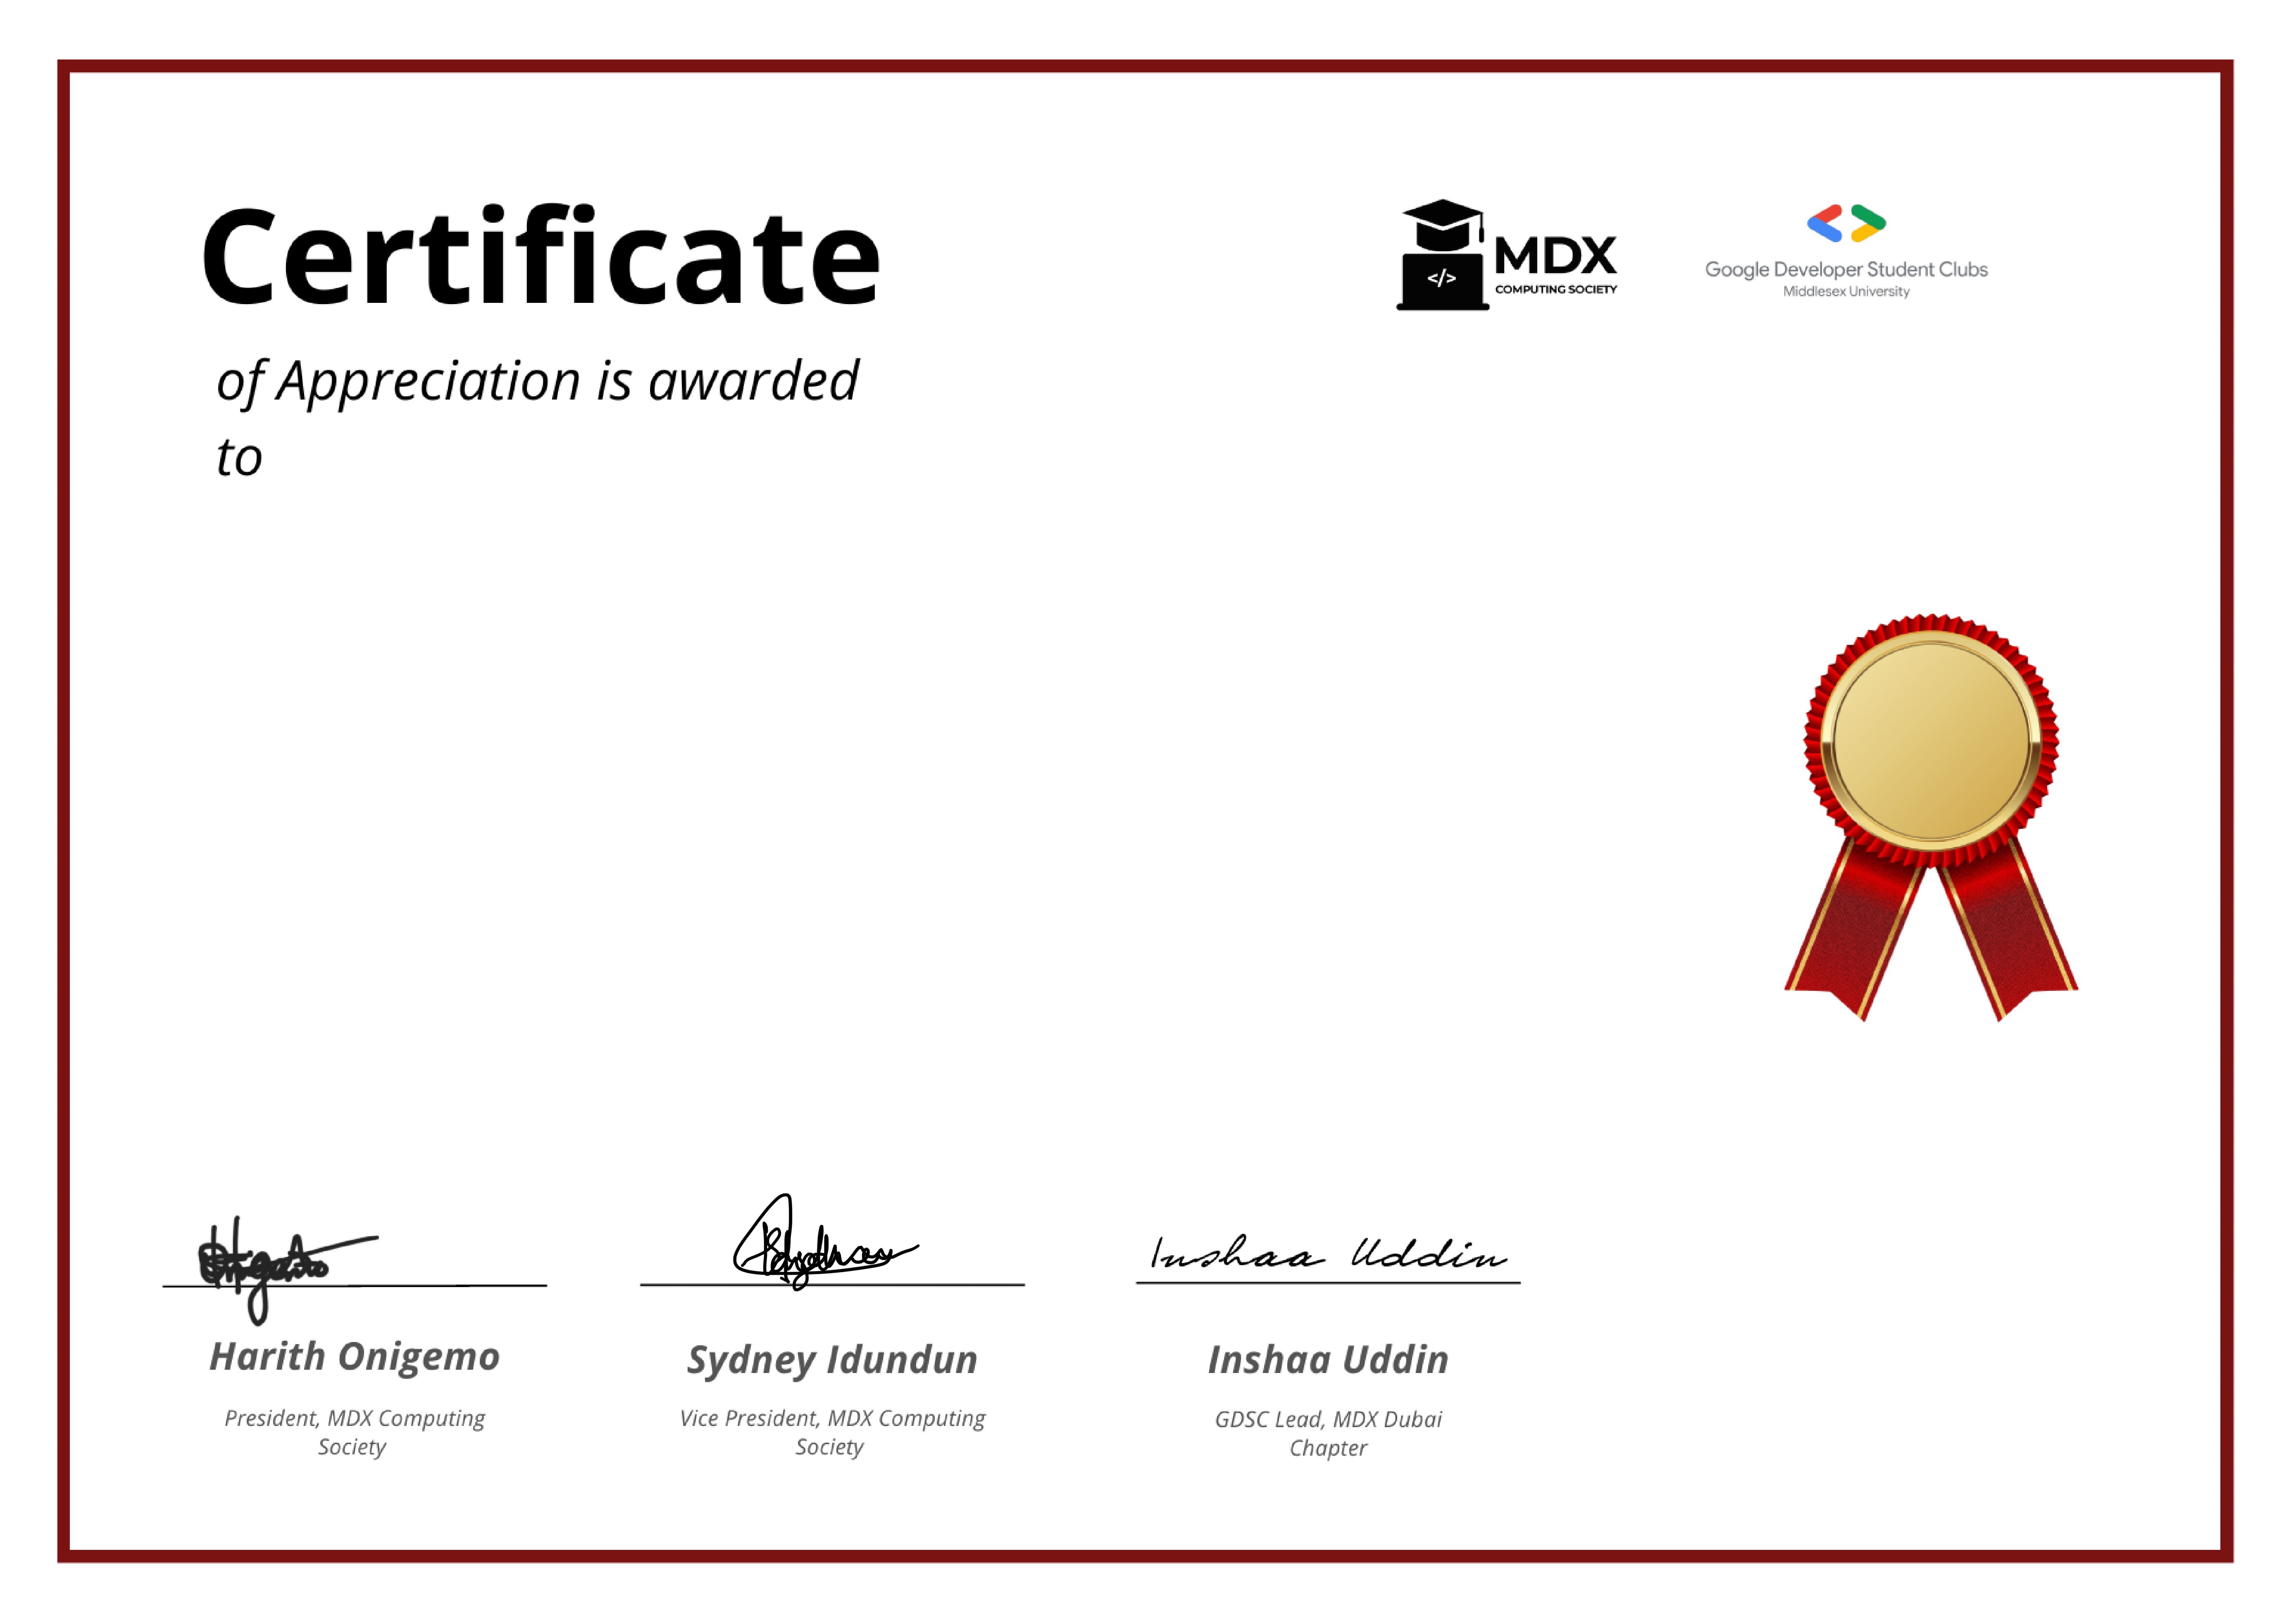 Certificate
of Appreciation is awarded
to
</>
MDX
COMPUTING SOCIETY
Google Developer Student Clubs
Middlesex University
Inshaa Uddin
Harith Onigemo
President, MDX Computing
Society
Sydney Idundun
Vice President, MDX Computing
Society
Inshaa Uddin
GDSC Lead, MDX Dubai
Chapter